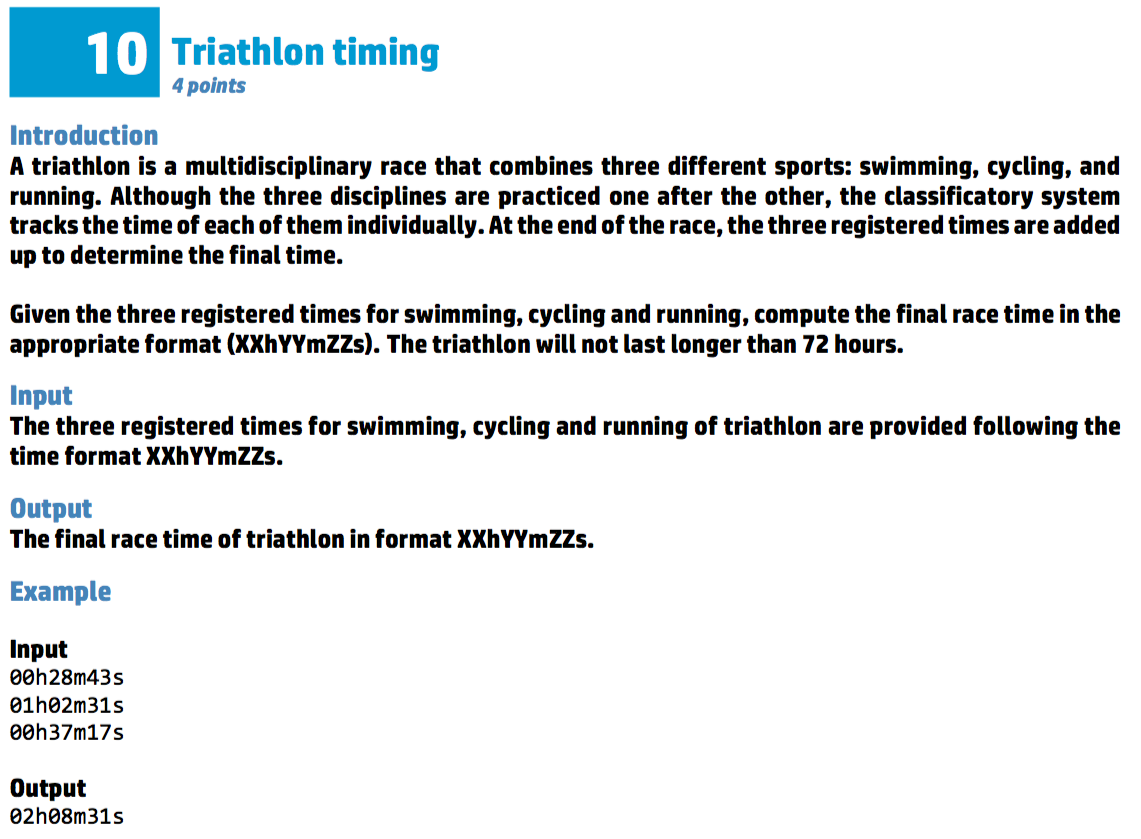 10 Triathlon timing
4 points
Introduction
A triathlon is a multidisciplinary race that combines three different sports: swimming, cycling, and
running. Although the three disciplines are practiced one after the other, the classificatory system
tracks the time of each of them individually. At the end of the race, the three registered times are added
up to determine the final time.
Given the three registered times for swimming, cycling and running, compute the final race time in the
appropriate format (XXhYYmZZs). The triathlon will not last longer than 72 hours.
Input
The three registered times for swimming, cycling and running of triathlon are provided following the
time format XXhYYmZZs.
Output
The final race time of triathlon in format XXhYYmZZs.
Example
Input
00h28m43s
01h02m31s
00h37m17s
Output
02h08m31s